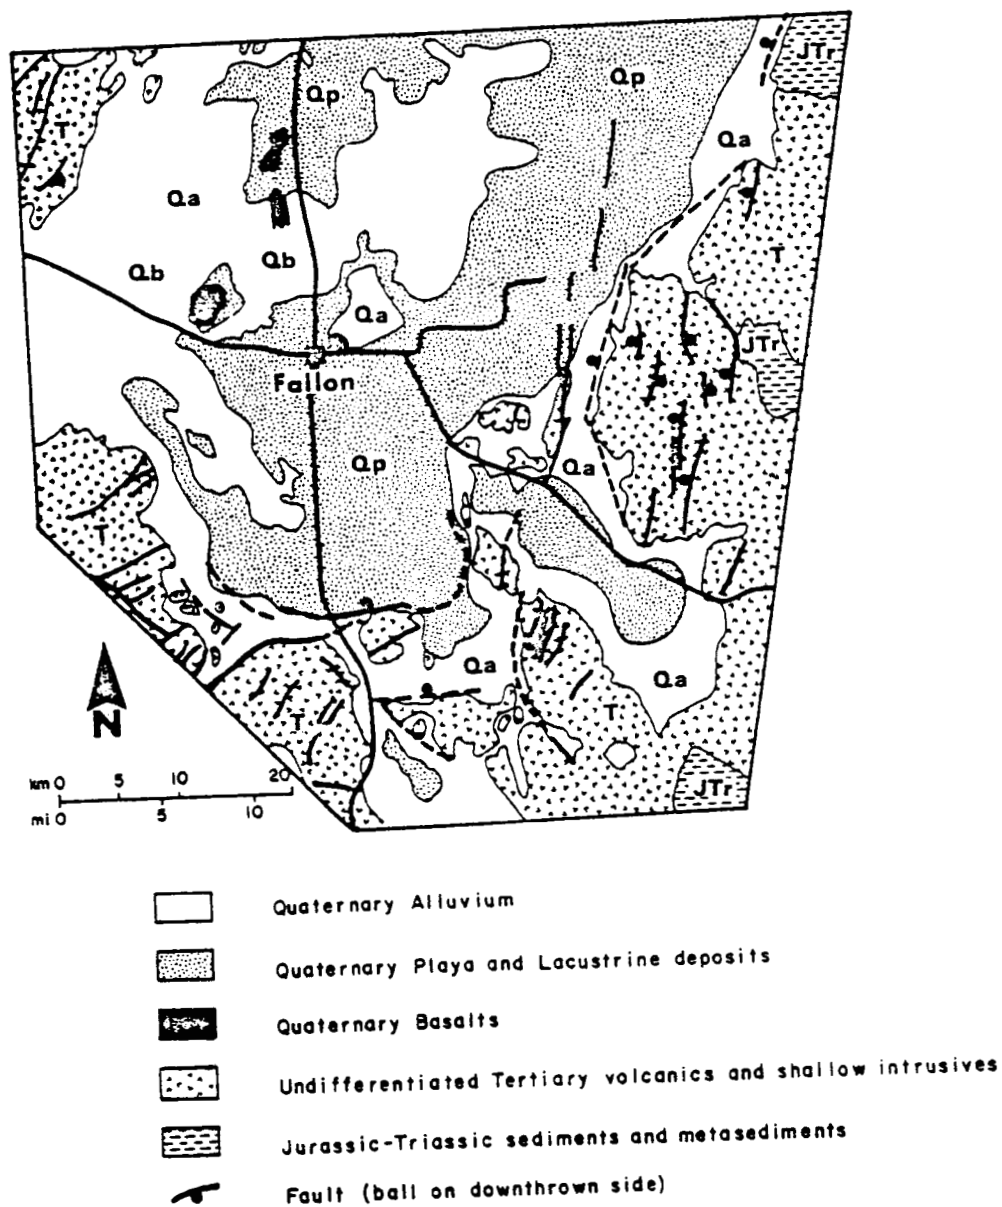 JTr
Qp
Qp
T
Qa
Qa
T
Qb
Qb
Qa
JTr
Fallon
Qp
Qa
T
Qa
Qa
T
T
N
JTr
km 0 5 10 20
mi 0 5 10
Quaternary Alluvium
Quaternary Playa and Lacustrine deposits
Quaternary Basalts
Undifferentiated Tertiary volcanics and shallow intrusives
Jurassic-Triassic sediments and metasediments
Fault (ball on downthrown side)